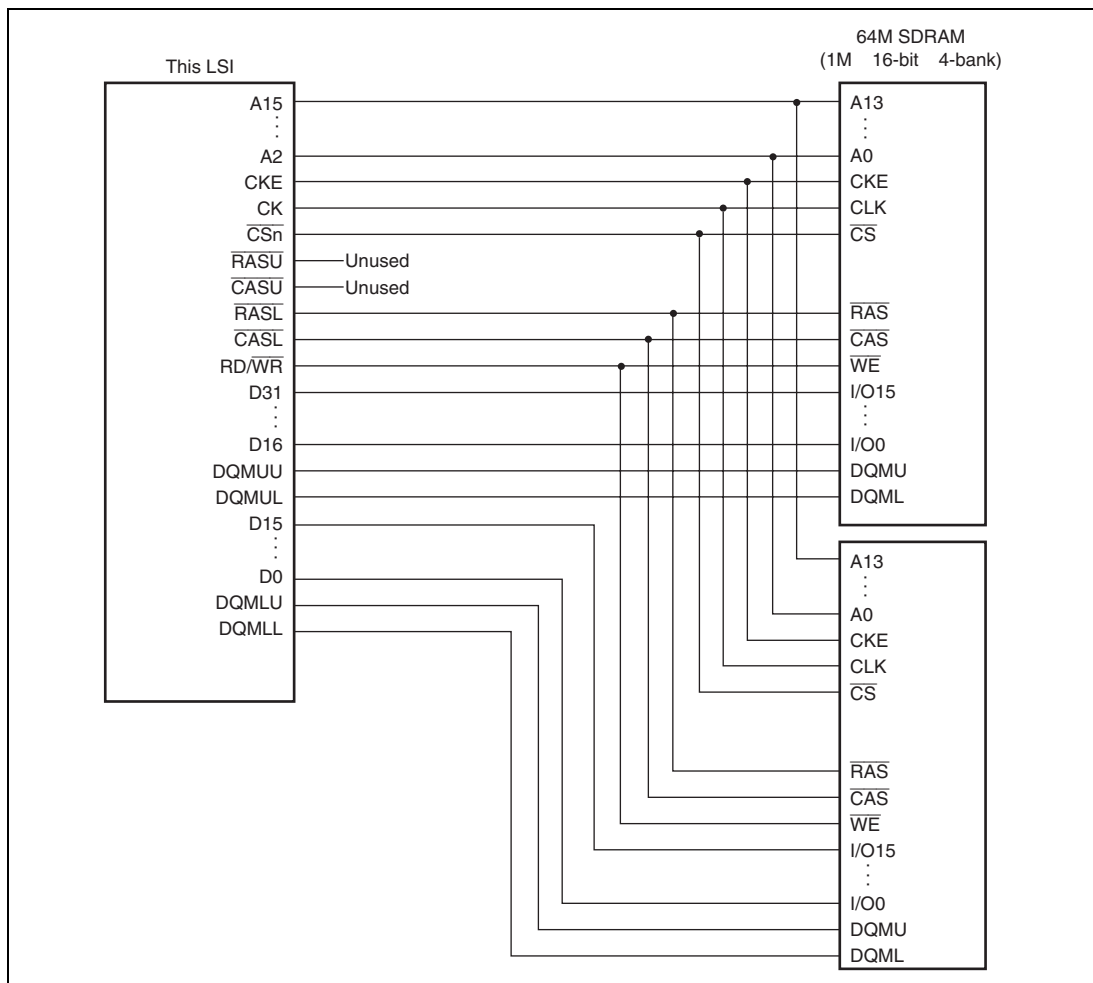 This LSI
A15
A2
CKE
CK
CSn
RASU
CASU
RASL
CASL
RD/WR
D31
D16
DQMUU
DQMUL
D15
D0
DQMLU
DQMLL
Unused
Unused
64M SDRAM
(1M 16-bit 4-bank)
A13
A0
CKE
CLK
CS
RAS
CAS
WE
I/O15
I/O0
DQMU
DQML
A13
A0
CKE
CLK
CS
RAS
CAS
WE
I/O15
I/O0
DQMU
DQML